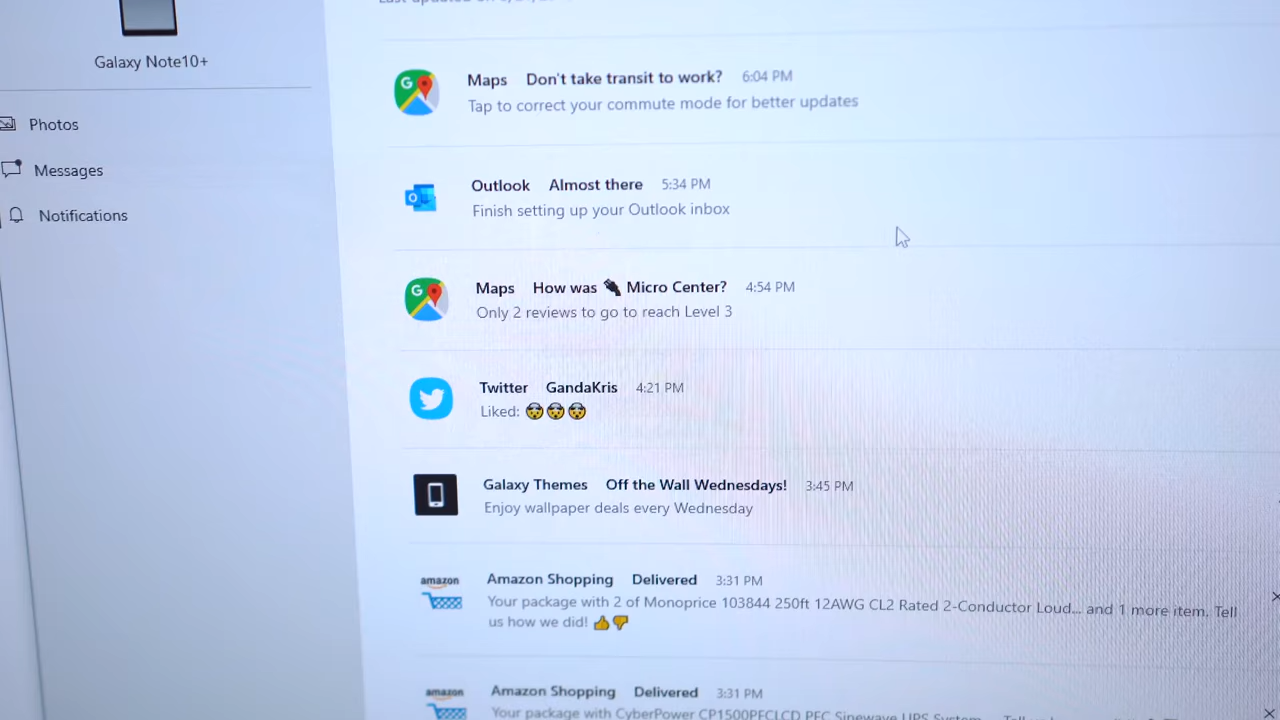 Last updated on
Galaxy Note10+
Photos
Messages
Notifications
Maps Don't take transit to work? 6:04 PM
Tap to correct your commute mode for better updates
Outlook Almost there 5:34 PM
Finish setting up your Outlook inbox
Maps How was 🔌 Micro Center? 4:54 PM
Only 2 reviews to go to reach Level 3
Twitter GandaKris 4:21 PM
Liked: 🤯🤯🤯
Galaxy Themes Off the Wall Wednesdays! 3:45 PM
Enjoy wallpaper deals every Wednesday
amazon
Amazon Shopping Delivered 3:31 PM
Your package with 2 of Monoprice 103844 250ft 12AWG CL2 Rated 2-Conductor Loud... and 1 more item. Tell
us how we did! 👍👎
amazon
Amazon Shopping Delivered 3:31 PM
Your package with CyberPower CP1500PFCLCD PFC Sinewave UPS System